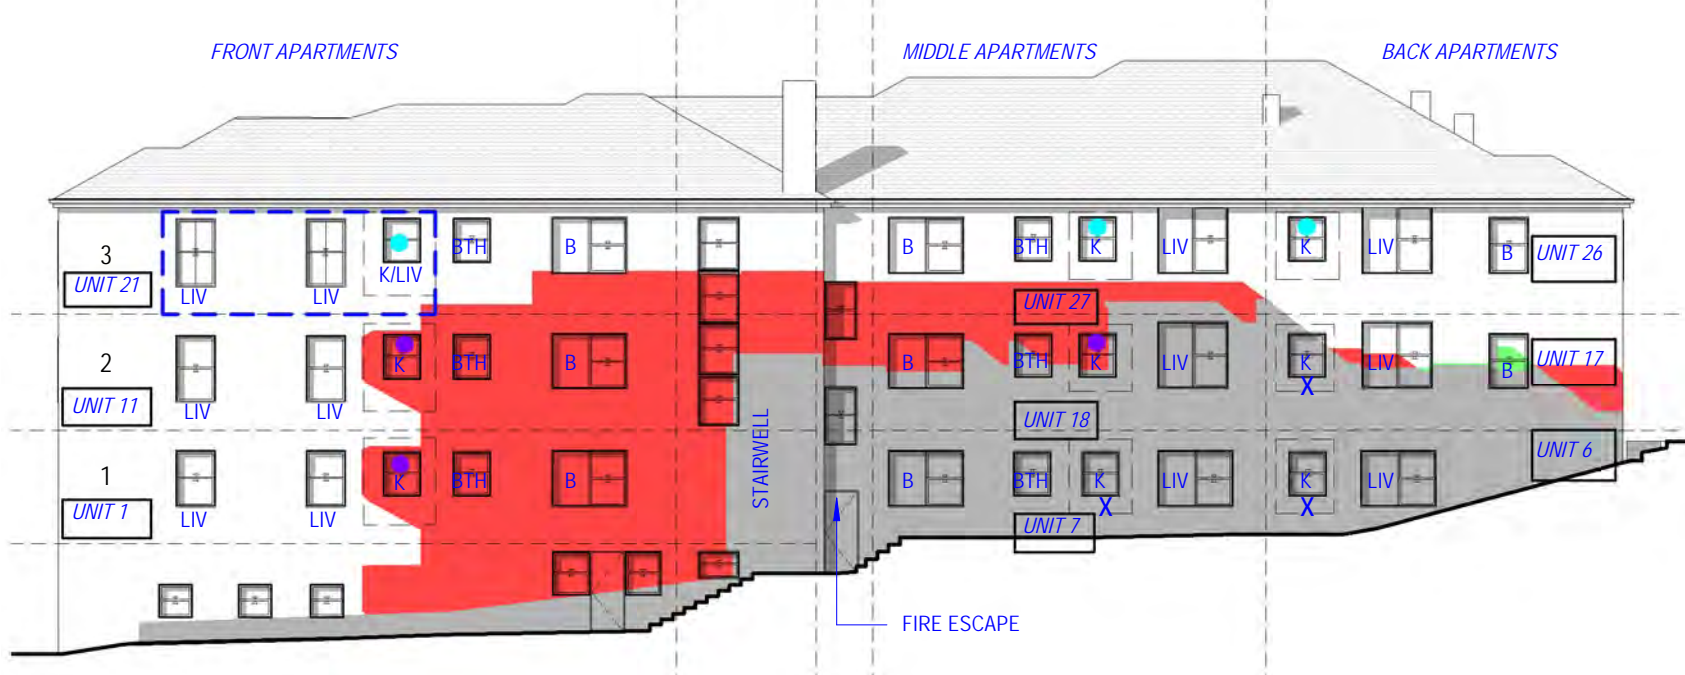 FRONT APARTMENTS
MIDDLE APARTMENTS
BACK APARTMENTS
3
UNIT 21
LIV
LIV
K/LIV
BTH
B
B
BTH
K
LIV
K
LIV
B
UNIT 26
UNIT 27
2
UNIT 11
LIV
LIV
K
BTH
B
B
BTH
K
LIV
K
X
LIV
B
UNIT 17
UNIT 18
1
UNIT 1
LIV
LIV
K
BTH
B
STAIRWELL
B
BTH
K
X
LIV
K
X
LIV
UNIT 6
UNIT 7
FIRE ESCAPE